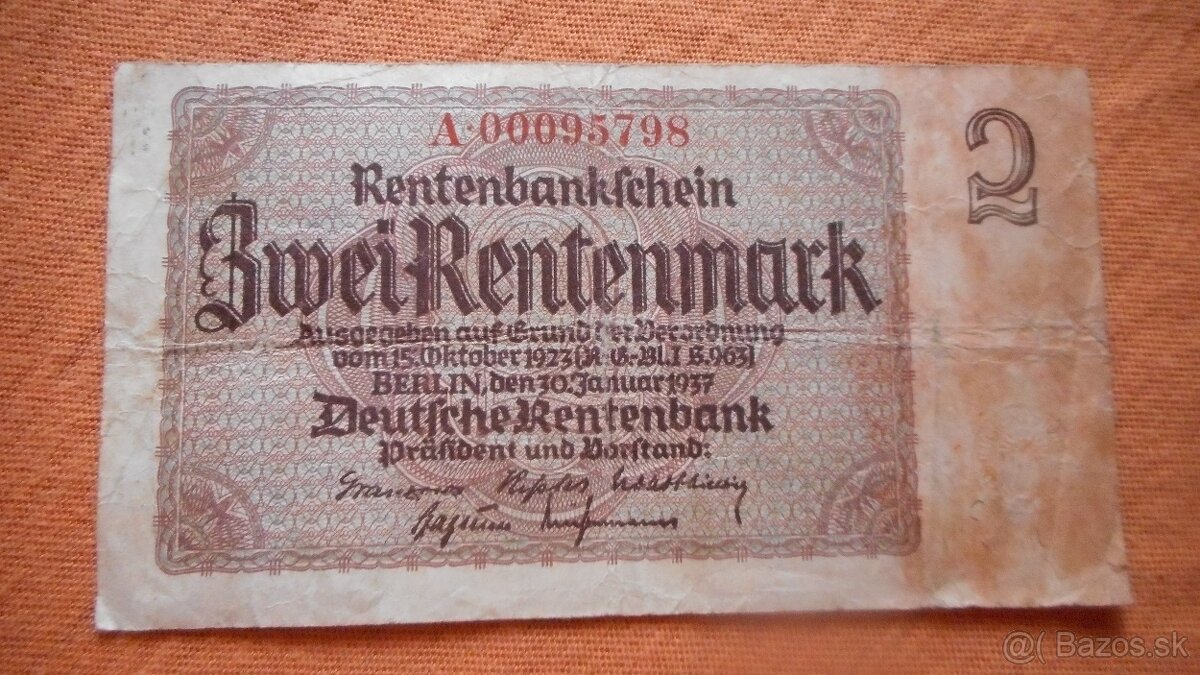 A·00095798
2
Rentenbankschein
Zwei Rentenmark
Ausgegeben auf Grund der Verordnung
vom 15. Oktober 1923 (R G.-Bl. I S. 963)
BERLIN, den 30. Januar 1937
Deutsche Rentenbank
Präsident und Vorstand:
@( Bazos.sk